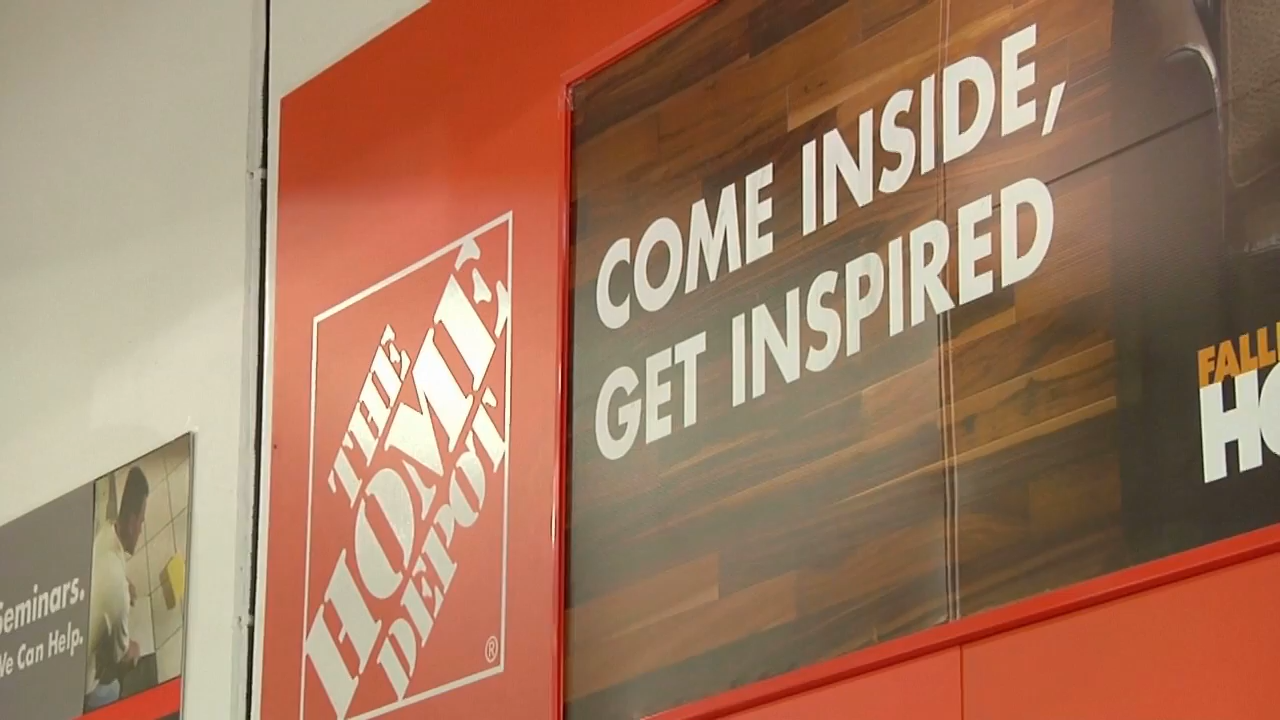 THE
HOME
DEPOT
®
COME INSIDE,
GET INSPIRED
Seminars.
We Can Help.